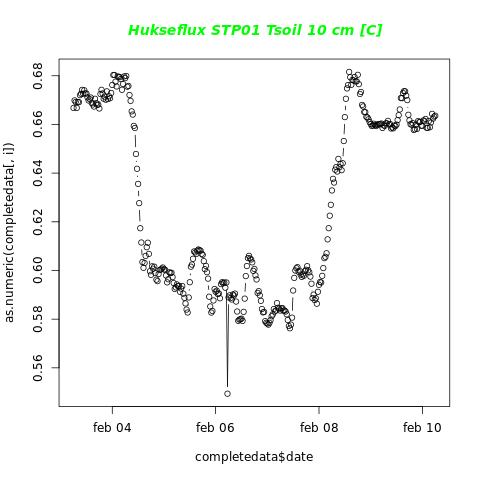 Hukseflux STP01 Tsoil 10 cm [C]
as.numeric(completedata[, i])
0.68
0.66
0.64
0.62
0.60
0.58
0.56
feb 04
feb 06
feb 08
feb 10
completedata$date